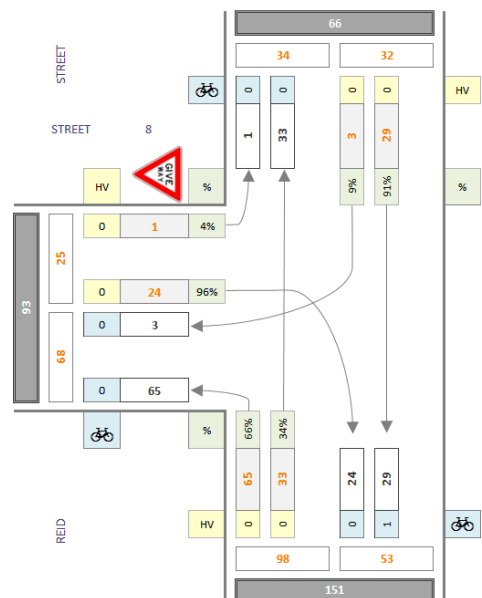 66
34 32
STREET
0 0 0 0 HV
STREET 8
1 33 3 29
GIVE WAY
HV % 9% 91% %
0 1 4%
25
0 24 96%
93
0 3
68
0 65
% 66% 34%
65 33 24 29
REID
HV 0 0 0 1
98 53
151